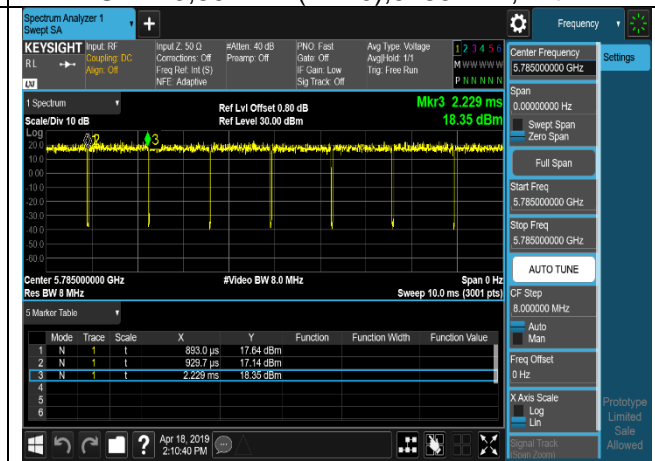 Spectrum Analyzer 1
Swept SA
+
Frequency
KEYSIGHT
RL
LXI
Input: RF
Coupling: DC
Align: Off
Input Z: 50 Ω
Corrections: Off
Freq Ref: Int (S)
NFE: Adaptive
#Atten: 40 dB
Preamp: Off
PNO: Fast
Gate: Off
IF Gain: Low
Sig Track: Off
Avg Type: Voltage
Avg|Hold: 1/1
Trig: Free Run
1 2 3 4 5 6
M W W W W W
P N N N N N
1 Spectrum
Scale/Div 10 dB
Ref Lvl Offset 0.80 dB
Ref Level 30.00 dBm
Mkr3 2.229 ms
18.35 dBm
Log
20.0
10.0
0.00
-10.0
-20.0
-30.0
-40.0
-50.0
-60.0
2
3
Center 5.785000000 GHz
Res BW 8 MHz
#Video BW 8.0 MHz
Span 0 Hz
Sweep 10.0 ms (3001 pts)
5 Marker Table
Mode Trace Scale X Y Function Function Width Function Value
1 N 1 t 893.0 µs 17.64 dBm
2 N 1 t 929.7 µs 17.14 dBm
3 N 1 t 2.229 ms 18.35 dBm
4
5
6
?
Apr 18, 2019
2:10:40 PM
Center Frequency
5.785000000 GHz
Settings
Span
0.00000000 Hz
Swept Span
Zero Span
Full Span
Start Freq
5.785000000 GHz
Stop Freq
5.785000000 GHz
AUTO TUNE
CF Step
8.000000 MHz
Auto
Man
Freq Offset
0 Hz
X Axis Scale
Log
Lin
Signal Track
(Span Zoom)
Prototype
Limited
Sale
Allowed